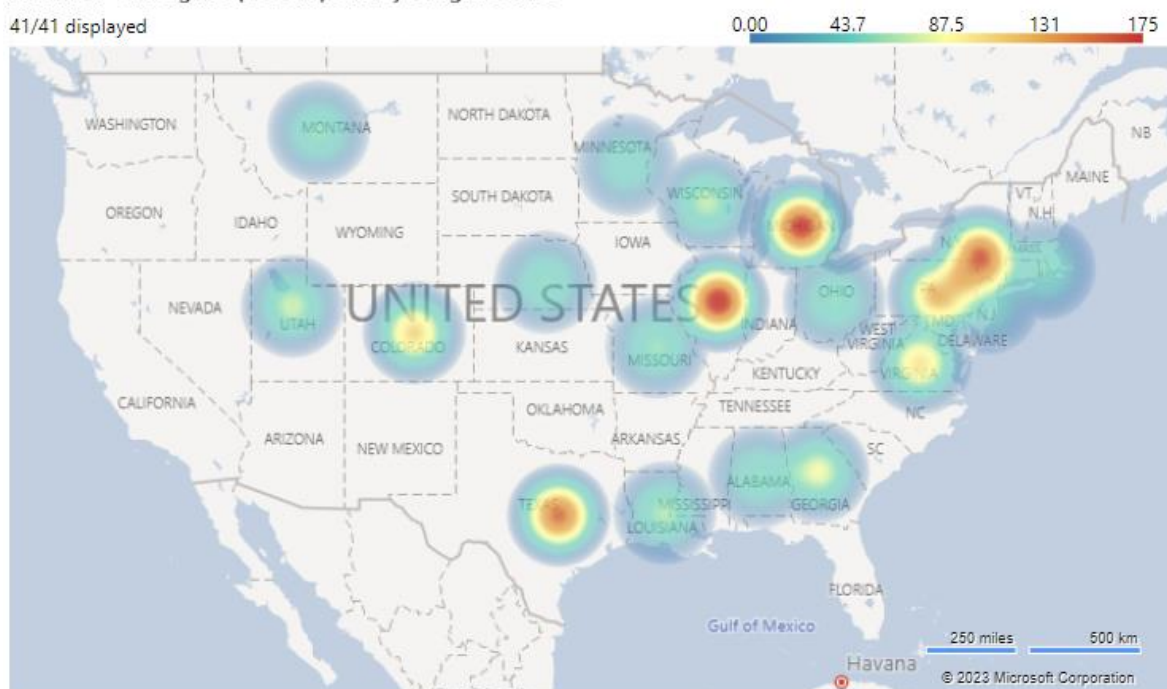 41/41 displayed
0.00 43.7 87.5 131 175
WASHINGTON
MONTANA
NORTH DAKOTA
MINNESOTA
NB
MAINE
VT.
N.H
OREGON
IDAHO
SOUTH DAKOTA
WISCONSIN
WYOMING
IOWA
NEVADA
UTAH
UNITED STATES
OHIO
PA
N.J
MD
INDIANA
WEST
VIRGINIA
DELAWARE
COLORADO
KANSAS
MISSOURI
KENTUCKY
VIRGINIA
CALIFORNIA
OKLAHOMA
TENNESSEE
NC
ARIZONA
NEW MEXICO
ARKANSAS
SC
TEXAS
MISSISSIPPI
ALABAMA
GEORGIA
LOUISIANA
FLORIDA
Gulf of Mexico
250 miles 500 km
Havana
© 2023 Microsoft Corporation